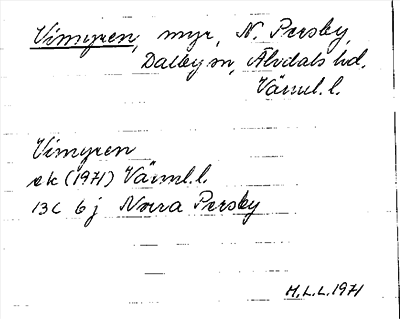 Vimyren, myr, N. Persby,
Dalby sn, Älvdals hd.
Värml. l.
Vimyren
ek (1971) Värml. l.
13C 6j Norra Persby
M.L.L. 1971